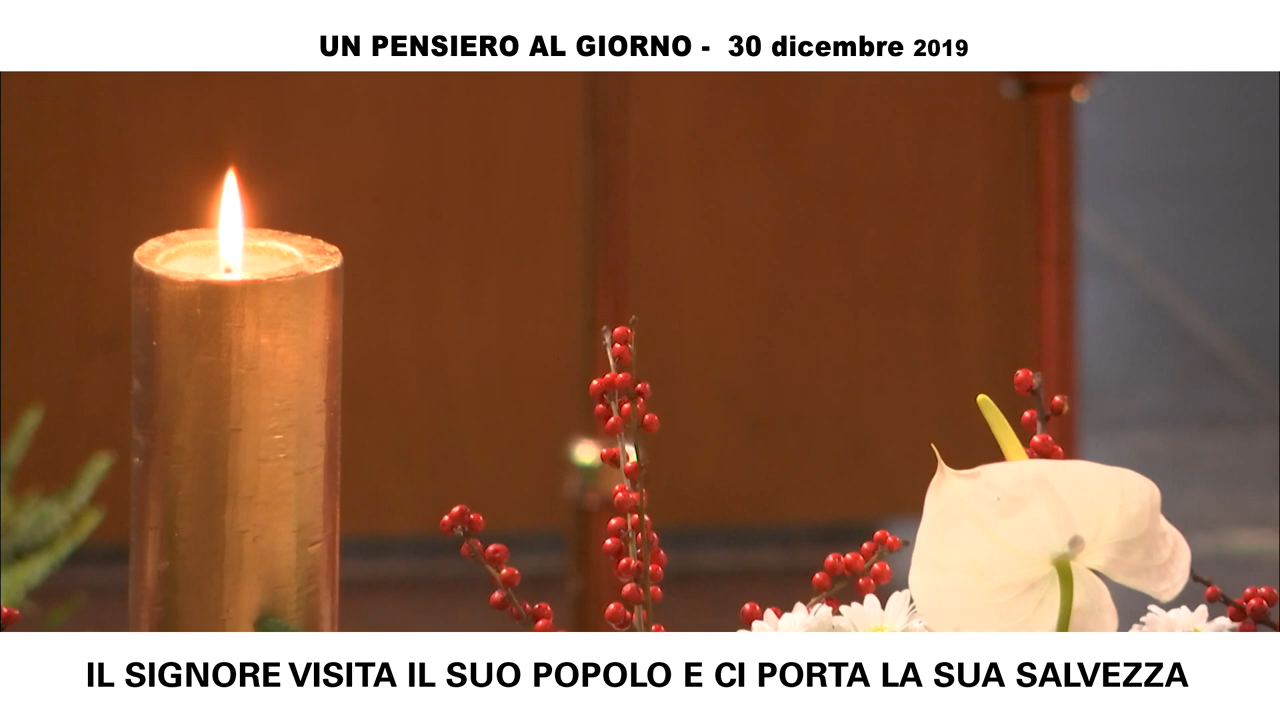 UN PENSIERO AL GIORNO - 30 dicembre 2019
IL SIGNORE VISITA IL SUO POPOLO E CI PORTA LA SUA SALVEZZA